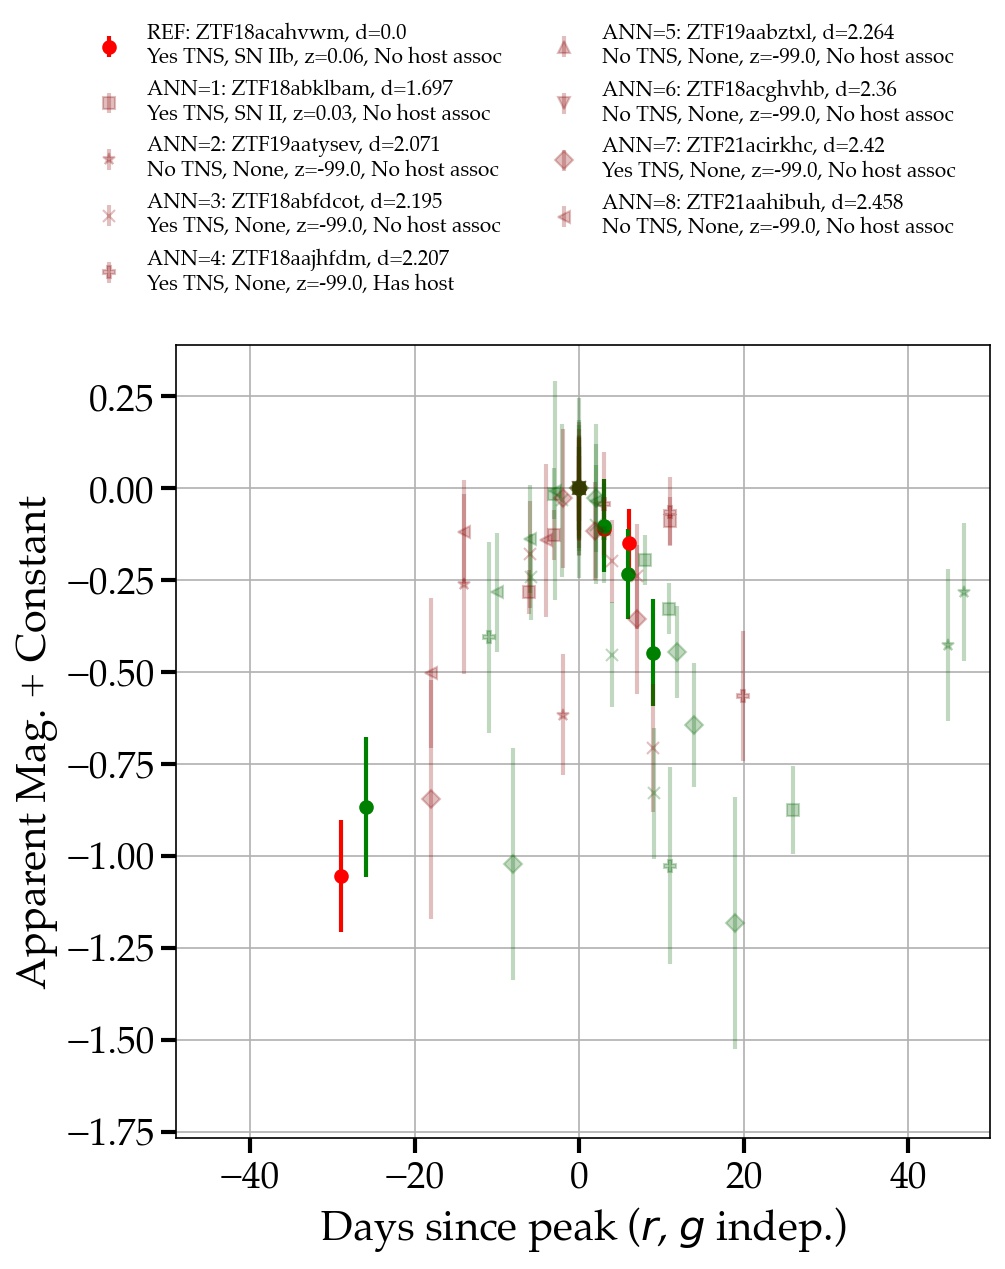 REF: ZTF18acahvwm, d=0.0
Yes TNS, SN IIb, z=0.06, No host assoc
ANN=1: ZTF18abklbam, d=1.697
Yes TNS, SN II, z=0.03, No host assoc
ANN=2: ZTF19aatysev, d=2.071
No TNS, None, z=-99.0, No host assoc
ANN=3: ZTF18abfdcot, d=2.195
Yes TNS, None, z=-99.0, No host assoc
ANN=4: ZTF18aajhfdm, d=2.207
Yes TNS, None, z=-99.0, Has host
ANN=5: ZTF19aabztxl, d=2.264
No TNS, None, z=-99.0, No host assoc
ANN=6: ZTF18acghvhb, d=2.36
No TNS, None, z=-99.0, No host assoc
ANN=7: ZTF21acirkhc, d=2.42
Yes TNS, None, z=-99.0, No host assoc
ANN=8: ZTF21aahibuh, d=2.458
No TNS, None, z=-99.0, No host assoc
Apparent Mag. + Constant
0.25
0.00
−0.25
−0.50
−0.75
−1.00
−1.25
−1.50
−1.75
−40
−20
0
20
40
Days since peak (r, g indep.)